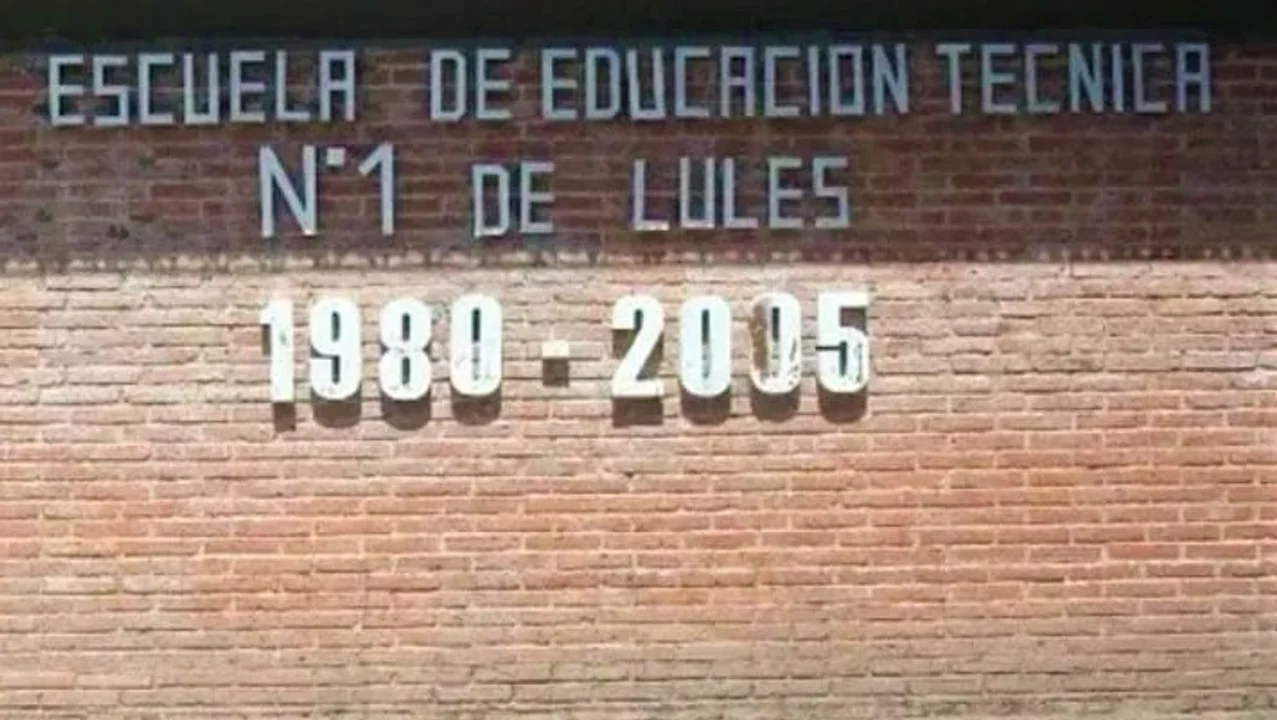 ESCUELA DE EDUCACION TECNICA
N°1 DE LULES
1980 - 2005